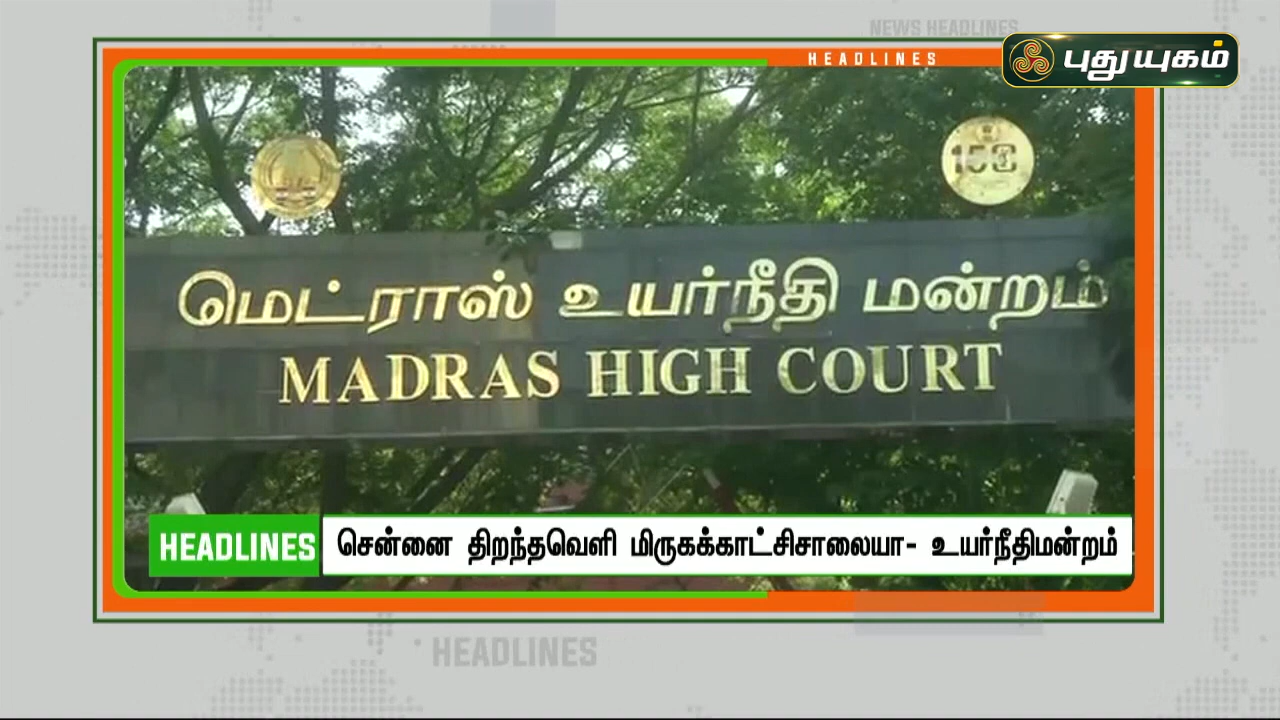 NEWS HEADLINES
HEADLINES
புதுயுகம்
150
மெட்ராஸ் உயர்நீதி மன்றம்
MADRAS HIGH COURT
HEADLINES
சென்னை திறந்தவெளி மிருகக்காட்சிசாலையா- உயர்நீதிமன்றம்
HEADLINES